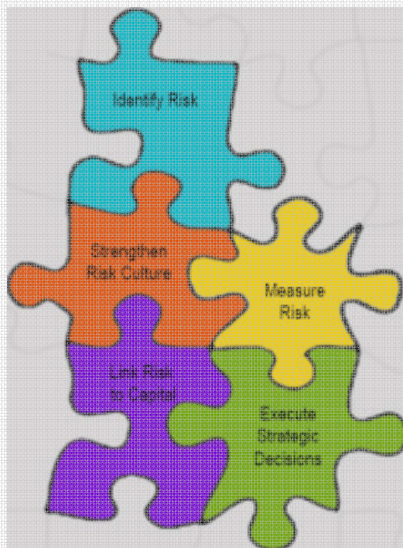 Identify Risk
Strengthen
Risk Culture
Measure
Risk
Link Risk
to Capital
Execute
Strategic
Decisions